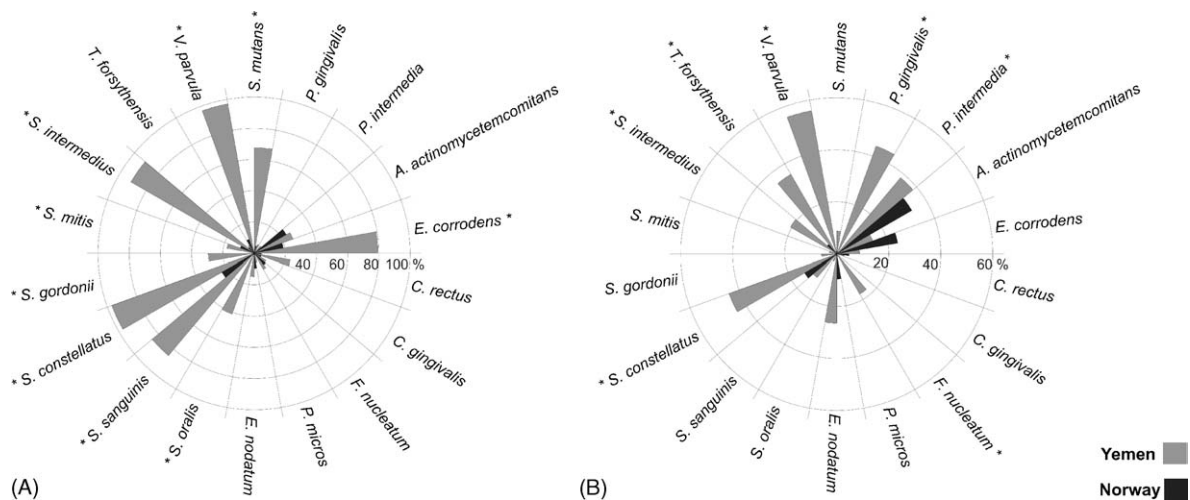 * V. parvula
S. mutans *
P. gingivalis
P. intermedia
A. actinomycetemcomitans
E. corrodens *
C. rectus
C. gingivalis
F. nucleatum
P. micros
E. nodatum
* S. oralis
* S. sanguinis
* S. constellatus
* S. gordonii
* S. mitis
* S. intermedius
T. forsythensis
40 60 80 100 %
(A)
* V. parvula
S. mutans
P. gingivalis *
P. intermedia *
A. actinomycetemcomitans
E. corrodens
C. rectus
C. gingivalis
F. nucleatum *
P. micros
E. nodatum
S. oralis
S. sanguinis
* S. constellatus
S. gordonii
S. mitis
* S. intermedius
* T. forsythensis
20 40 60 %
(B)
Yemen
Norway